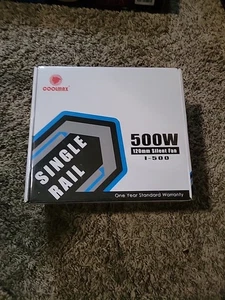 COOLMAX
500W
120mm Silent Fan
I-500
SINGLE
RAIL
One Year Standard Warranty